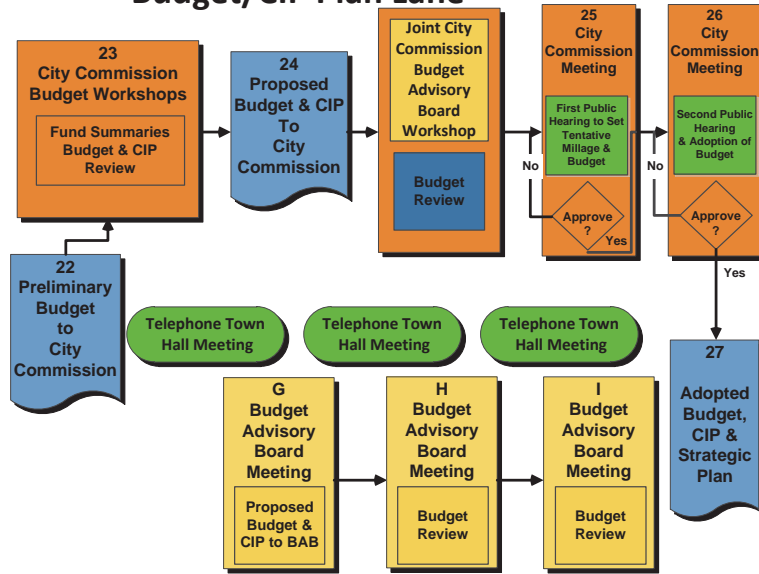 Budget/CIP Plan Lane
23
City Commission
Budget Workshops
Fund Summaries
Budget & CIP
Review
24
Proposed
Budget & CIP
To
City
Commission
Joint City
Commission
Budget
Advisory
Board
Workshop
Budget
Review
25
City
Commission
Meeting
First Public
Hearing to Set
Tentative
Millage &
Budget
No
Approve
?
Yes
26
City
Commission
Meeting
Second Public
Hearing
& Adoption of
Budget
No
Approve
?
Yes
22
Preliminary
Budget
to
City
Commission
Telephone Town
Hall Meeting
Telephone Town
Hall Meeting
Telephone Town
Hall Meeting
27
Adopted
Budget,
CIP &
Strategic
Plan
G
Budget
Advisory
Board
Meeting
Proposed
Budget &
CIP to BAB
H
Budget
Advisory
Board
Meeting
Budget
Review
I
Budget
Advisory
Board
Meeting
Budget
Review